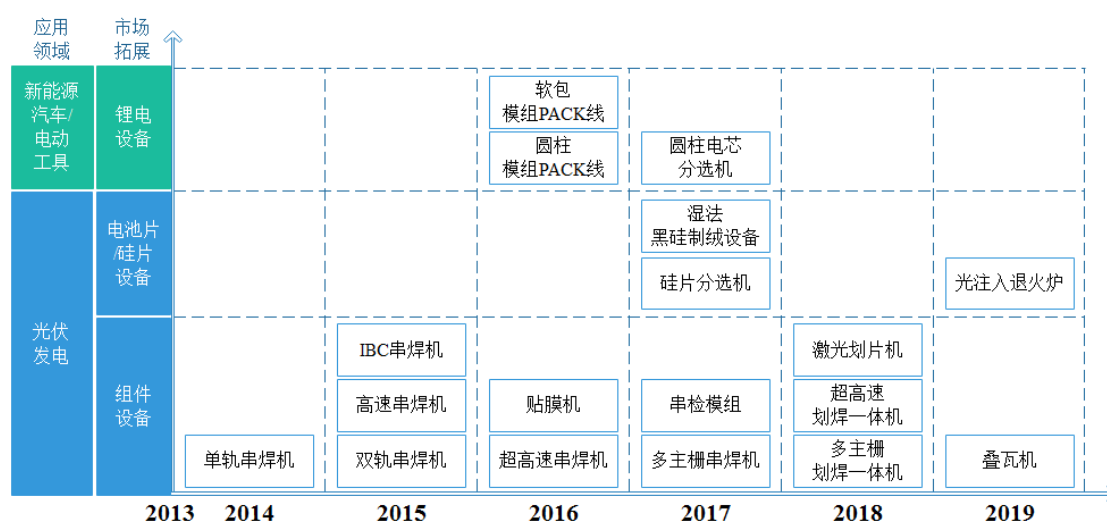 应用
领域
市场
拓展
新能源
汽车/
电动
工具
锂电
设备
软包
模组PACK线
圆柱
模组PACK线
圆柱电芯
分选机
光伏
发电
电池片
/硅片
设备
湿法
黑硅制绒设备
硅片分选机
光注入退火炉
组件
设备
IBC串焊机
激光划片机
高速串焊机
贴膜机
串检模组
超高速
划焊一体机
单轨串焊机
双轨串焊机
超高速串焊机
多主栅串焊机
多主栅
划焊一体机
叠瓦机
2013
2014
2015
2016
2017
2018
2019